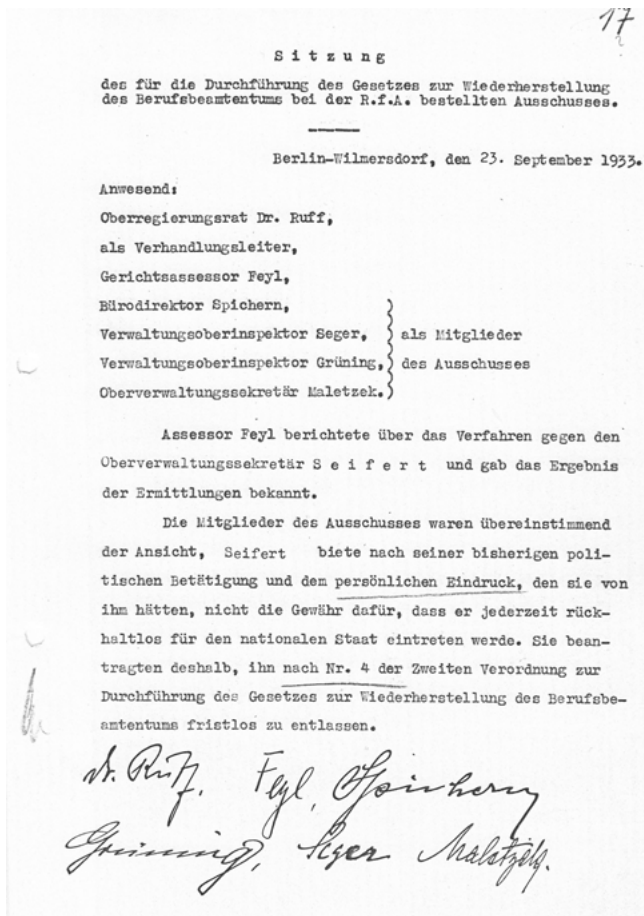 17
S i t z u n g
des für die Durchführung des Gesetzes zur Wiederherstellung
des Berufsbeamtentums bei der R.f.A. bestellten Ausschusses.
Berlin-Wilmersdorf, den 23. September 1933.
Anwesend:
Oberregierungsrat Dr. Ruff,
als Verhandlungsleiter,
Gerichtsassessor Feyl,
Bürodirektor Spichern,
Verwaltungsoberinspektor Seger, als Mitglieder
Verwaltungsoberinspektor Grüning, des Ausschusses
Oberverwaltungssekretär Maletzek.
Assessor Feyl berichtete über das Verfahren gegen den
Oberverwaltungssekretär S e i f e r t und gab das Ergebnis
der Ermittlungen bekannt.
Die Mitglieder des Ausschusses waren übereinstimmend
der Ansicht, Seifert biete nach seiner bisherigen poli-
tischen Betätigung und dem persönlichen Eindruck, den sie von
ihm hätten, nicht die Gewähr dafür, dass er jederzeit rück-
haltlos für den nationalen Staat eintreten werde. Sie bean-
tragten deshalb, ihn nach Nr. 4 der Zweiten Verordnung zur
Durchführung des Gesetzes zur Wiederherstellung des Berufsbe-
amtentums fristlos zu entlassen.
Dr. Ruff. Feyl, Spichern
Grüning, Seger Maletzek.